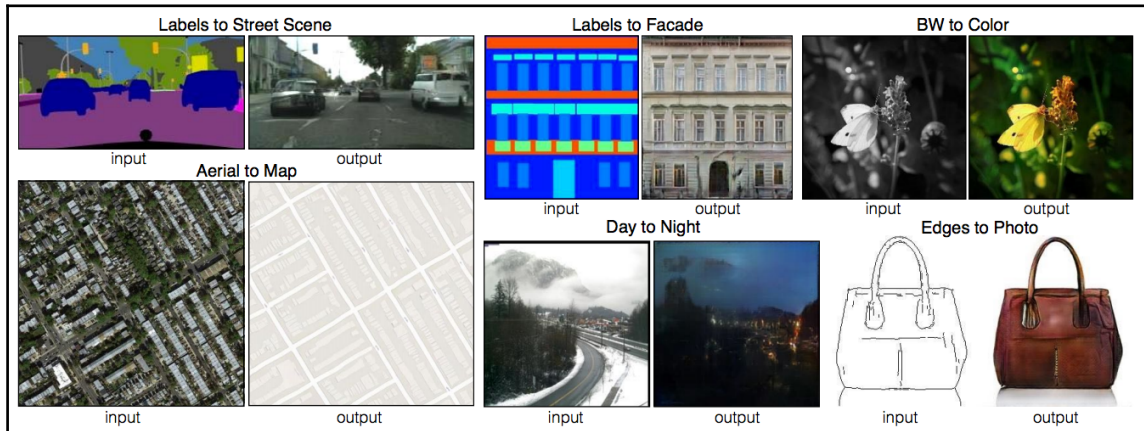 Labels to Street Scene
input
output
Aerial to Map
input
output
Labels to Facade
input
output
BW to Color
input
output
Day to Night
input
output
Edges to Photo
input
output